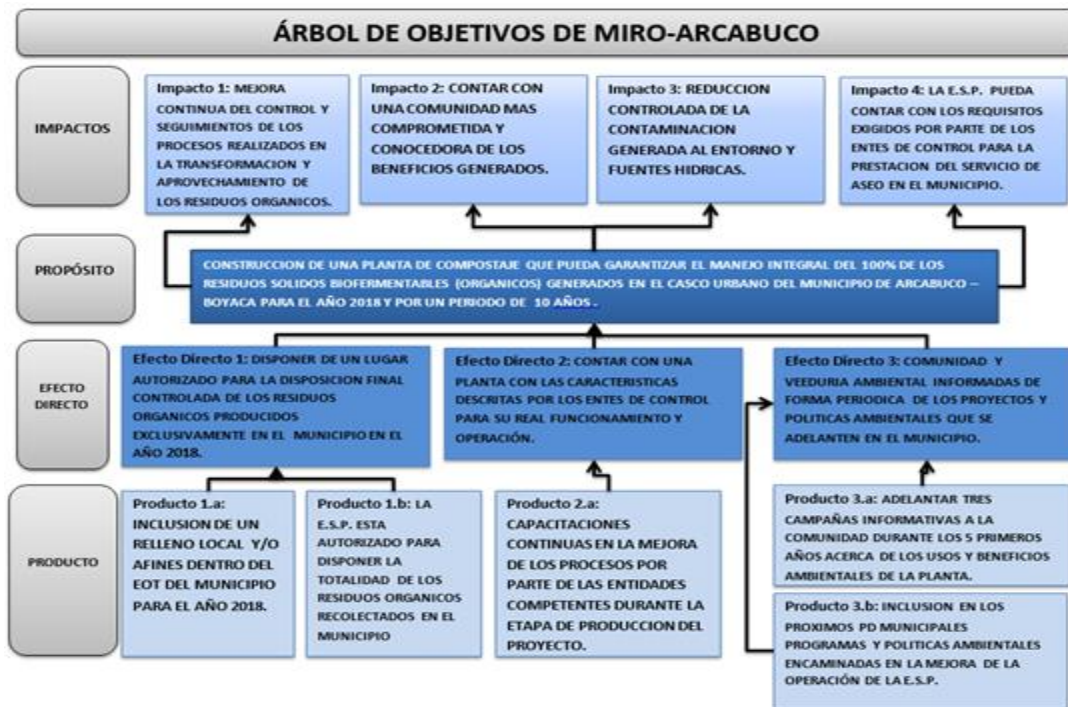 ÁRBOL DE OBJETIVOS DE MIRO-ARCABUCO
IMPACTOS
Impacto 1: MEJORA
CONTINUA DEL CONTROL Y
SEGUIMIENTOS DE LOS
PROCESOS REALIZADOS EN
LA TRANSFORMACION Y
APROVECHAMIENTO DE
LOS RESIDUOS ORGANICOS.
Impacto 2: CONTAR CON
UNA COMUNIDAD MAS
COMPROMETIDA Y
CONOCEDORA DE LOS
BENEFICIOS GENERADOS.
Impacto 3: REDUCCION
CONTROLADA DE LA
CONTAMINACION
GENERADA AL ENTORNO Y
FUENTES HIDRICAS.
Impacto 4: LA E.S.P. PUEDA
CONTAR CON LOS REQUISITOS
EXIGIDOS POR PARTE DE LOS
ENTES DE CONTROL PARA LA
PRESTACION DEL SERVICIO DE
ASEO EN EL MUNICIPIO.
PROPÓSITO
CONSTRUCCION DE UNA PLANTA DE COMPOSTAJE QUE PUEDA GARANTIZAR EL MANEJO INTEGRAL DEL 100% DE LOS
RESIDUOS SOLIDOS BIOFERMENTABLES (ORGANICOS) GENERADOS EN EL CASCO URBANO DEL MUNICIPIO DE ARCABUCO –
BOYACA PARA EL AÑO 2018 Y POR UN PERIODO DE 10 AÑOS .
EFECTO
DIRECTO
Efecto Directo 1: DISPONER DE UN LUGAR
AUTORIZADO PARA LA DISPOSICION FINAL
CONTROLADA DE LOS RESIDUOS
ORGANICOS PRODUCIDOS
EXCLUSIVAMENTE EN EL MUNICIPIO EN EL
AÑO 2018.
Efecto Directo 2: CONTAR CON UNA
PLANTA CON LAS CARACTERISTICAS
DESCRITAS POR LOS ENTES DE CONTROL
PARA SU REAL FUNCIONAMIENTO Y
OPERACIÓN.
Efecto Directo 3: COMUNIDAD Y
VEEDURIA AMBIENTAL INFORMADAS DE
FORMA PERIODICA DE LOS PROYECTOS Y
POLITICAS AMBIENTALES QUE SE
ADELANTEN EN EL MUNICIPIO.
PRODUCTO
Producto 1.a:
INCLUSION DE UN
RELLENO LOCAL Y/O
AFINES DENTRO DEL
EOT DEL MUNICIPIO
PARA EL AÑO 2018.
Producto 1.b: LA
E.S.P. ESTA
AUTORIZADO PARA
DISPONER LA
TOTALIDAD DE LOS
RESIDUOS ORGANICOS
RECOLECTADOS EN EL
MUNICIPIO
Producto 2.a:
CAPACITACIONES
CONTINUAS EN LA MEJORA
DE LOS PROCESOS POR
PARTE DE LAS ENTIDADES
COMPETENTES DURANTE LA
ETAPA DE PRODUCCION DEL
PROYECTO.
Producto 3.a: ADELANTAR TRES
CAMPAÑAS INFORMATIVAS A LA
COMUNIDAD DURANTE LOS 5 PRIMEROS
AÑOS ACERCA DE LOS USOS Y BENEFICIOS
AMBIENTALES DE LA PLANTA.
Producto 3.b: INCLUSION EN LOS
PROXIMOS PD MUNICIPALES
PROGRAMAS Y POLITICAS AMBIENTALES
ENCAMINADAS EN LA MEJORA DE LA
OPERACIÓN DE LA E.S.P.